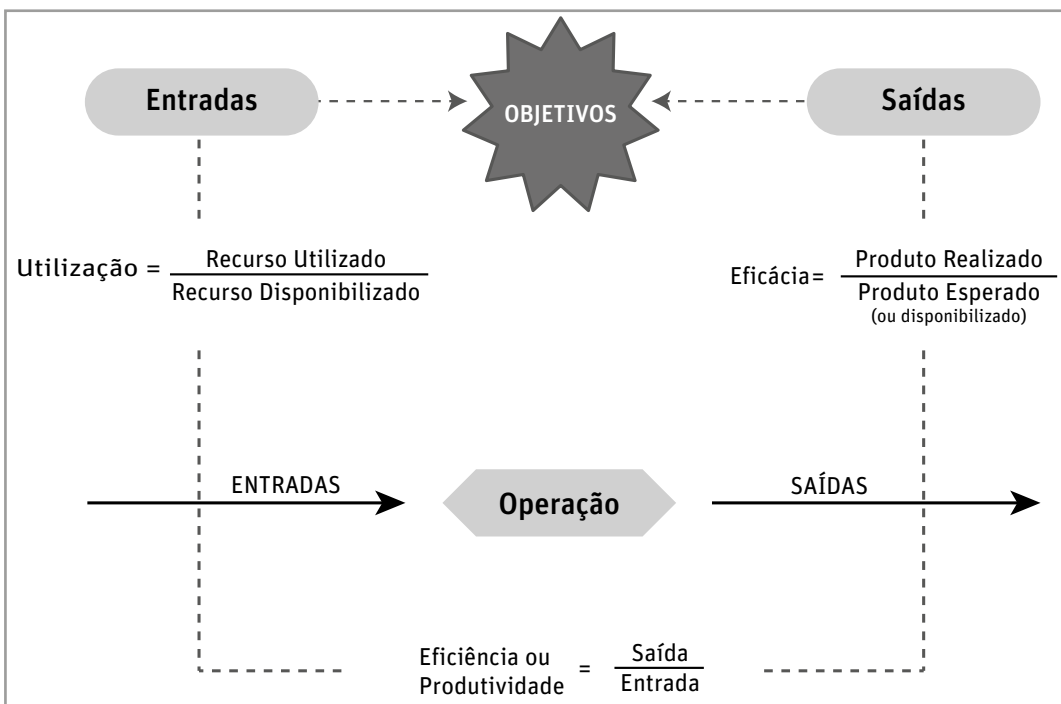 Entradas
OBJETIVOS
Saídas
Utilização = Recurso Utilizado
Recurso Disponibilizado
Eficácia= Produto Realizado
Produto Esperado
(ou disponibilizado)
ENTRADAS
Operação
SAÍDAS
Eficiência ou
Produtividade = Saída
Entrada